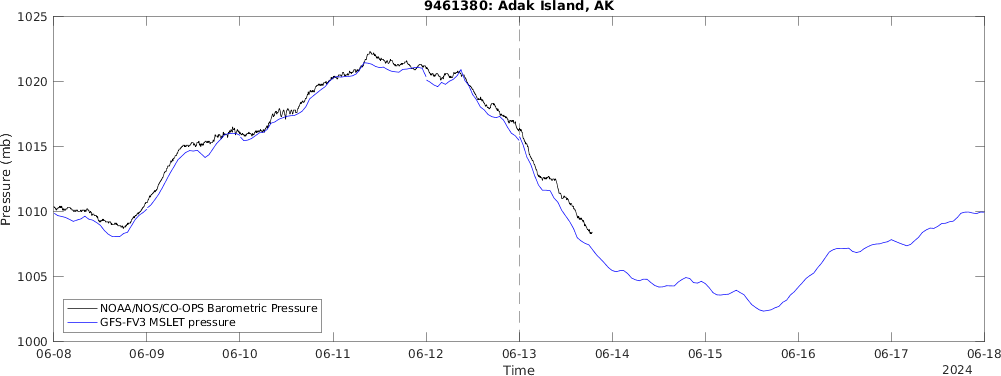 9461380: Adak Island, AK
Pressure (mb)
1025
1020
1015
1010
1005
1000
NOAA/NOS/CO-OPS Barometric Pressure
GFS-FV3 MSLET pressure
06-08 06-09 06-10 06-11 06-12 06-13 06-14 06-15 06-16 06-17 06-18
Time
2024